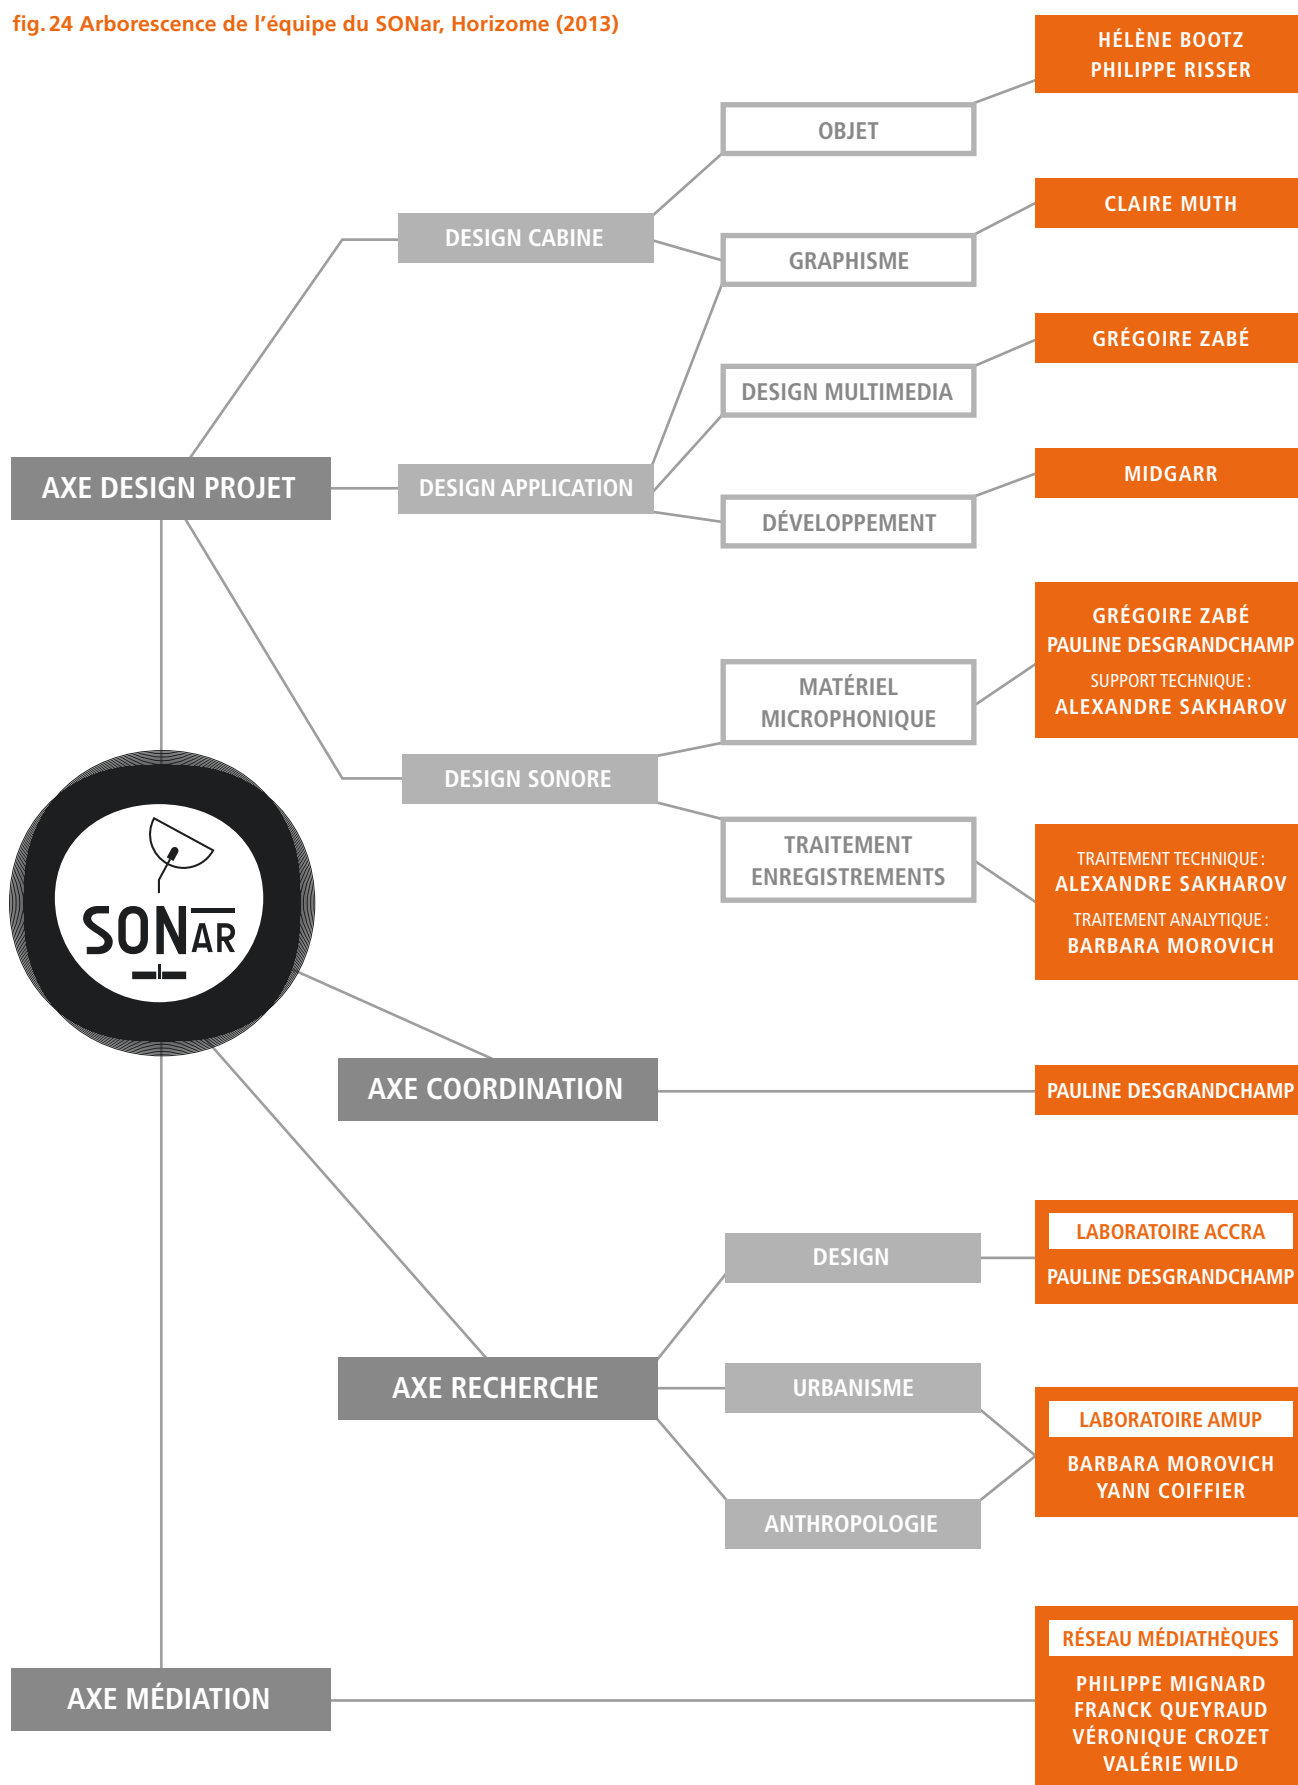 fig. 24 Arborescence de l’équipe du SONar, Horizome (2013)
HÉLÈNE BOOTZ
PHILIPPE RISSER
OBJET
CLAIRE MUTH
DESIGN CABINE
GRAPHISME
GRÉGOIRE ZABÉ
DESIGN MULTIMEDIA
MIDGARR
AXE DESIGN PROJET
DESIGN APPLICATION
DÉVELOPPEMENT
GRÉGOIRE ZABÉ
PAULINE DESGRANDCHAMP
SUPPORT TECHNIQUE :
ALEXANDRE SAKHAROV
MATÉRIEL
MICROPHONIQUE
DESIGN SONORE
TRAITEMENT
ENREGISTREMENTS
TRAITEMENT TECHNIQUE :
ALEXANDRE SAKHAROV
TRAITEMENT ANALYTIQUE :
BARBARA MOROVICH
SONAR
AXE COORDINATION
PAULINE DESGRANDCHAMP
DESIGN
LABORATOIRE ACCRA
PAULINE DESGRANDCHAMP
AXE RECHERCHE
URBANISME
LABORATOIRE AMUP
BARBARA MOROVICH
YANN COIFFIER
ANTHROPOLOGIE
AXE MÉDIATION
RÉSEAU MÉDIATHÈQUES
PHILIPPE MIGNARD
FRANCK QUEYRAUD
VÉRONIQUE CROZET
VALÉRIE WILD